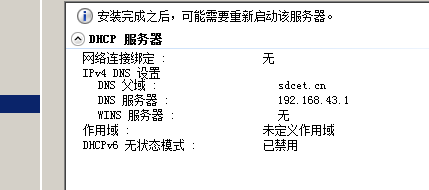 安装完成之后，可能需要重新启动该服务器。
DHCP 服务器
网络连接绑定 : 无
IPv4 DNS 设置
DNS 父域 : sdcet.cn
DNS 服务器 : 192.168.43.1
WINS 服务器 : 无
作用域 : 未定义作用域
DHCPv6 无状态模式 : 已禁用